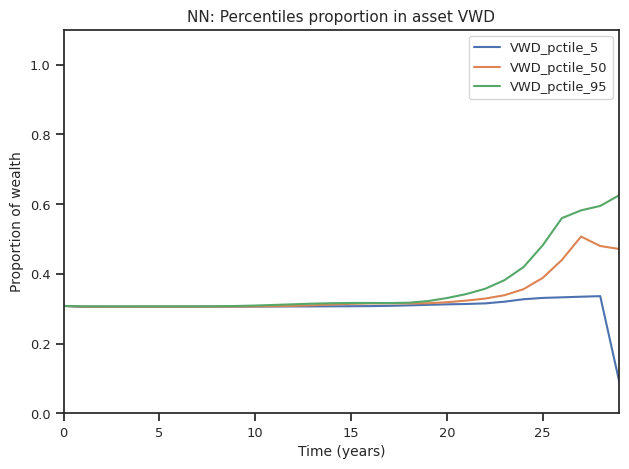 NN: Percentiles proportion in asset VWD
VWD_pctile_5
VWD_pctile_50
VWD_pctile_95
Proportion of wealth
1.0
0.8
0.6
0.4
0.2
0.0
0 5 10 15 20 25
Time (years)